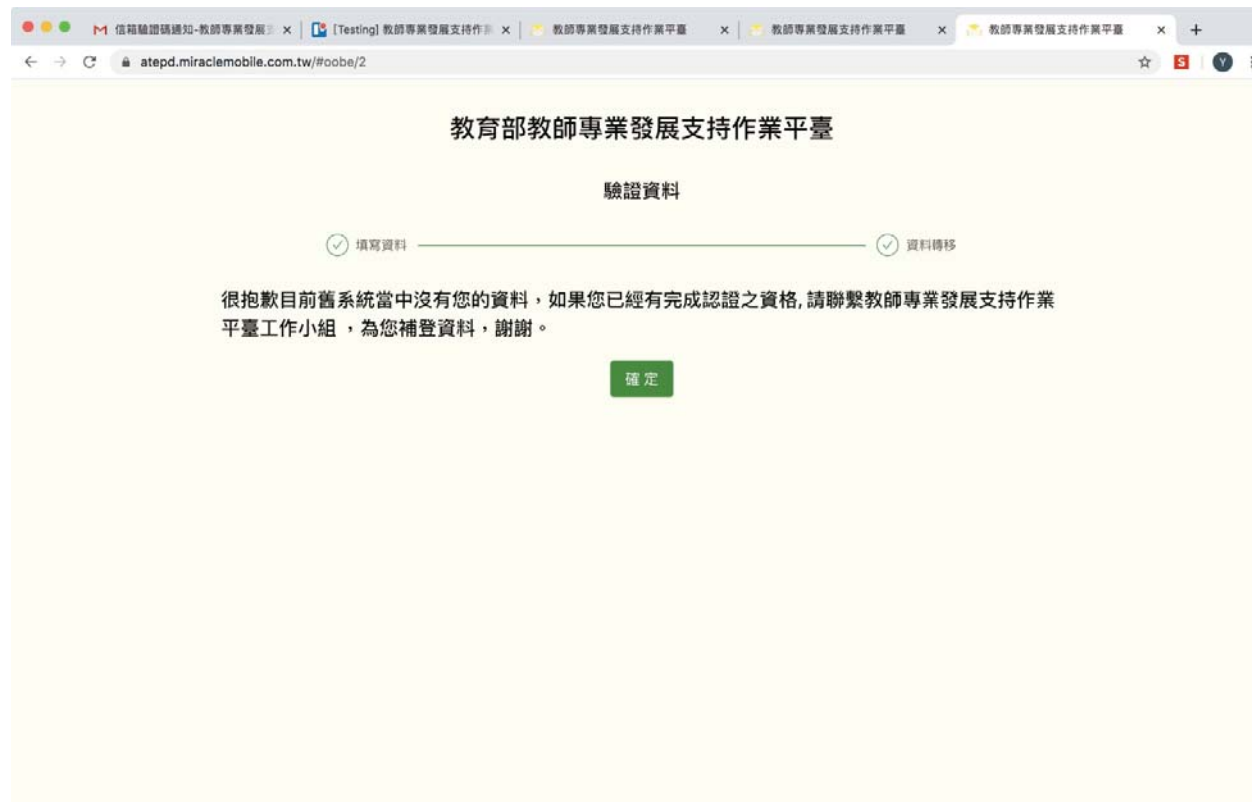 信箱驗證碼通知-教師專業發展
[Testing] 教師專業發展支持作
教師專業發展支持作業平臺
教師專業發展支持作業平臺
教師專業發展支持作業平臺
atepd.miraclemobile.com.tw/#oobe/2
S
Y
教育部教師專業發展支持作業平臺
驗證資料
填寫資料
資料轉移
很抱歉目前舊系統當中沒有您的資料，如果您已經有完成認證之資格,請聯繫教師專業發展支持作業
平臺工作小組 ，為您補登資料，謝謝。
確定